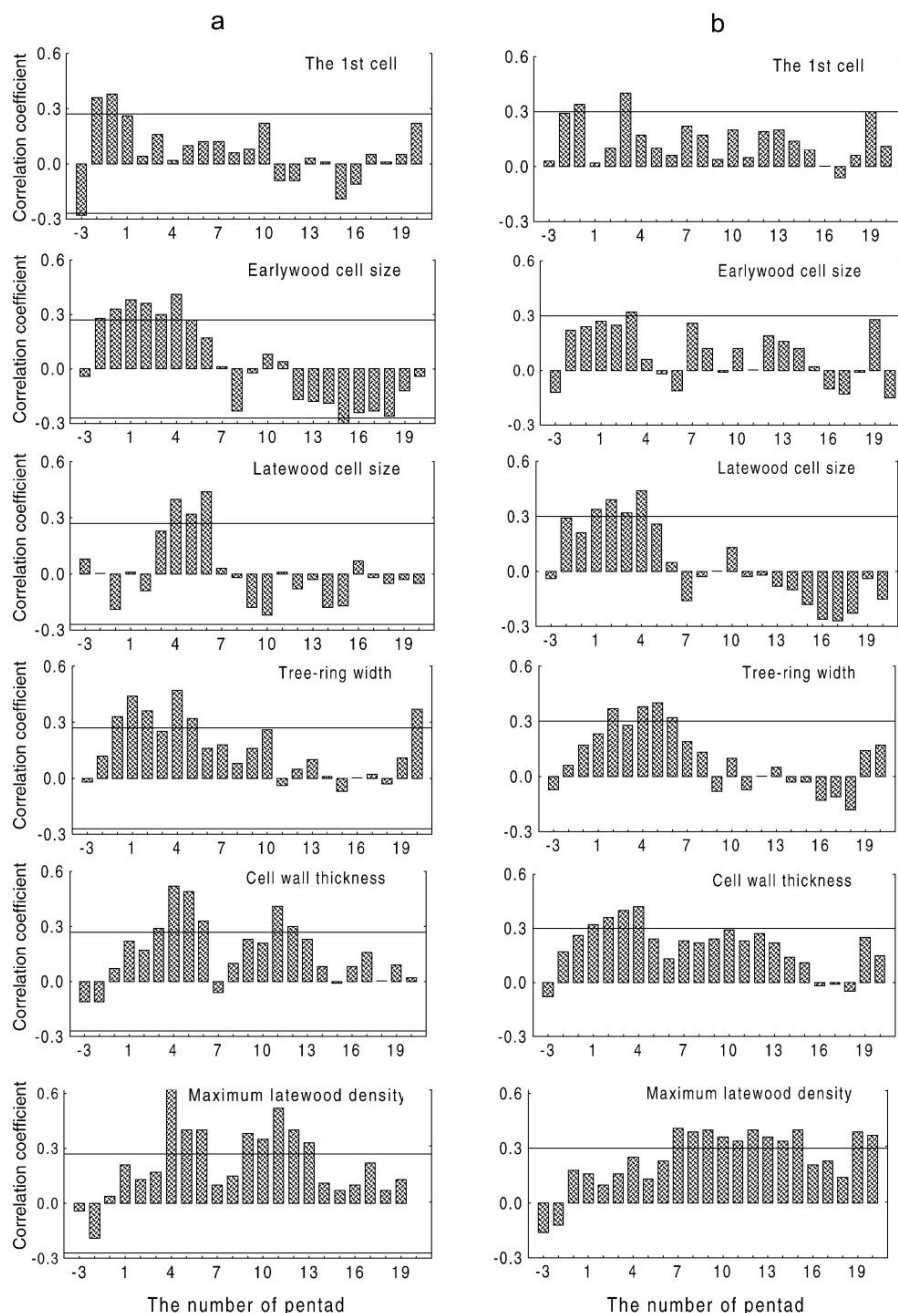 a
b
The 1st cell
Correlation coefficient
0.6
0.3
0.0
-0.3
-3 1 4 7 10 13 16 19
The 1st cell
0.6
0.3
0.0
-0.3
-3 1 4 7 10 13 16 19
Earlywood cell size
Correlation coefficient
0.6
0.3
0.0
-0.3
-3 1 4 7 10 13 16 19
Earlywood cell size
0.6
0.3
0.0
-0.3
-3 1 4 7 10 13 16 19
Latewood cell size
Correlation coefficient
0.6
0.3
0.0
-0.3
-3 1 4 7 10 13 16 19
Latewood cell size
0.6
0.3
0.0
-0.3
-3 1 4 7 10 13 16 19
Tree-ring width
Correlation coefficient
0.6
0.3
0.0
-0.3
-3 1 4 7 10 13 16 19
Tree-ring width
0.6
0.3
0.0
-0.3
-3 1 4 7 10 13 16 19
Cell wall thickness
Correlation coefficient
0.6
0.3
0.0
-0.3
-3 1 4 7 10 13 16 19
Cell wall thickness
0.6
0.3
0.0
-0.3
-3 1 4 7 10 13 16 19
Maximum latewood density
Correlation coefficient
0.6
0.3
0.0
-0.3
-3 1 4 7 10 13 16 19
The number of pentad
Maximum latewood density
0.6
0.3
0.0
-0.3
-3 1 4 7 10 13 16 19
The number of pentad